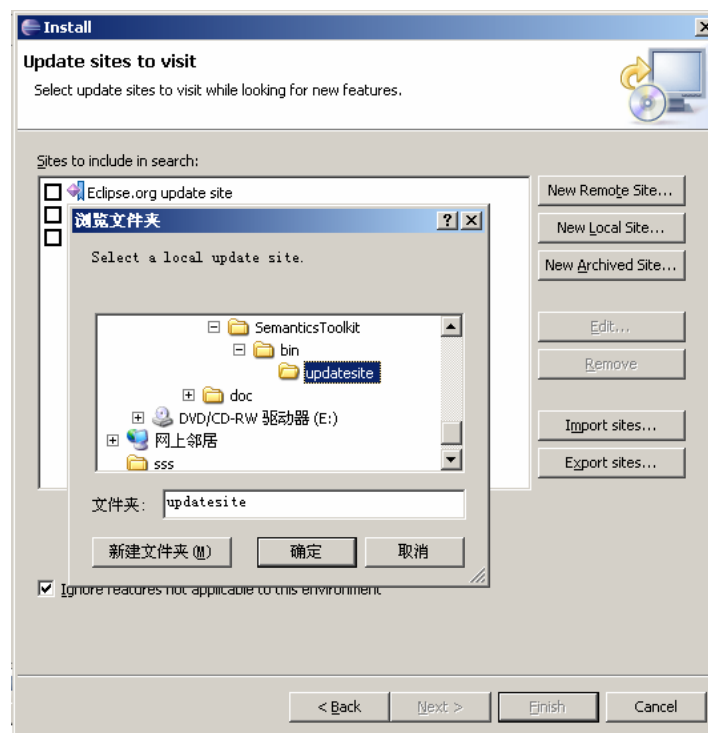 Install
Update sites to visit
Select update sites to visit while looking for new features.
Sites to include in search:
Eclipse.org update site
New Remote Site...
New Local Site...
New Archived Site...
Edit...
Remove
Import sites...
Export sites...
浏览文件夹
Select a local update site.
SemanticsToolkit
bin
updatesite
doc
DVD/CD-RW 驱动器 (E:)
网上邻居
sss
文件夹: updatesite
新建文件夹(M)
确定
取消
Ignore features not applicable to this environment
< Back
Next >
Finish
Cancel